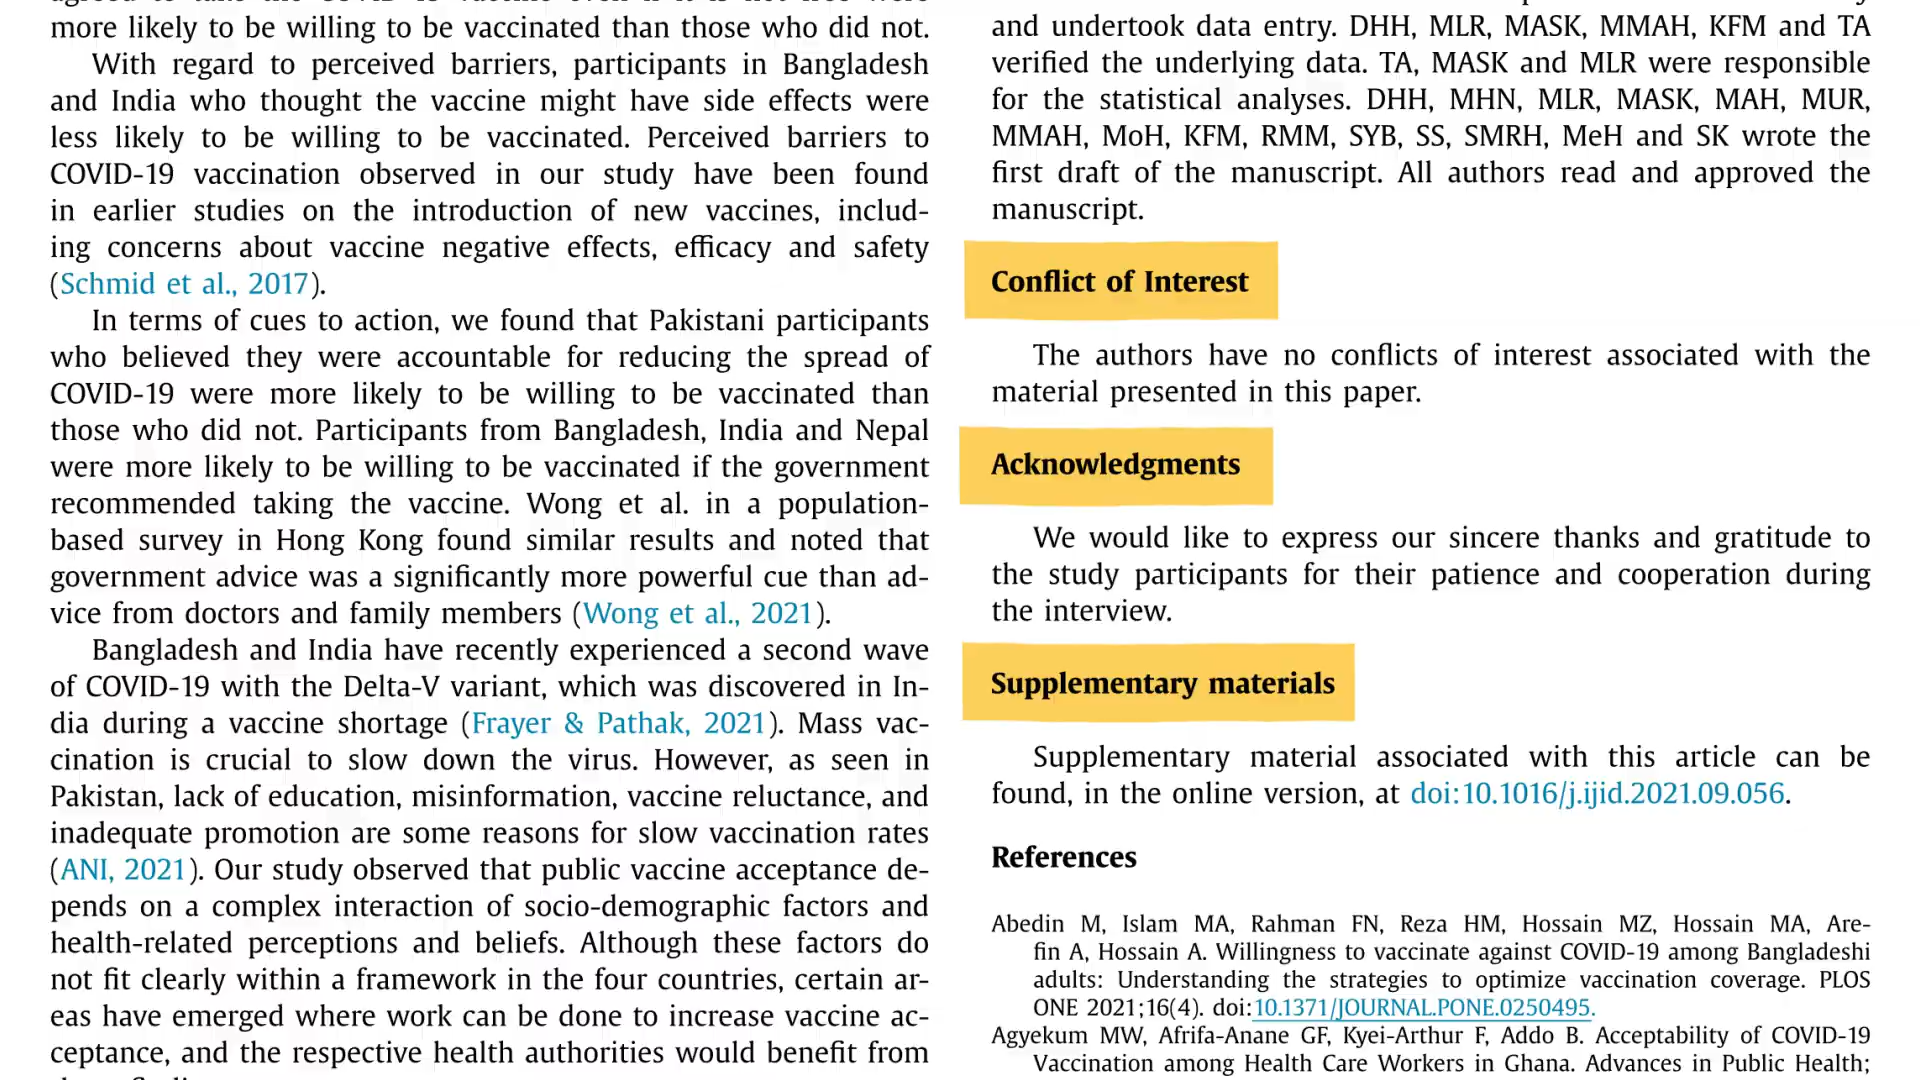 more likely to be willing to be vaccinated than those who did not.
With regard to perceived barriers, participants in Bangladesh
and India who thought the vaccine might have side effects were
less likely to be willing to be vaccinated. Perceived barriers to
COVID-19 vaccination observed in our study have been found
in earlier studies on the introduction of new vaccines, includ-
ing concerns about vaccine negative effects, efficacy and safety
(Schmid et al., 2017).
In terms of cues to action, we found that Pakistani participants
who believed they were accountable for reducing the spread of
COVID-19 were more likely to be willing to be vaccinated than
those who did not. Participants from Bangladesh, India and Nepal
were more likely to be willing to be vaccinated if the government
recommended taking the vaccine. Wong et al. in a population-
based survey in Hong Kong found similar results and noted that
government advice was a significantly more powerful cue than ad-
vice from doctors and family members (Wong et al., 2021).
Bangladesh and India have recently experienced a second wave
of COVID-19 with the Delta-V variant, which was discovered in In-
dia during a vaccine shortage (Frayer & Pathak, 2021). Mass vac-
cination is crucial to slow down the virus. However, as seen in
Pakistan, lack of education, misinformation, vaccine reluctance, and
inadequate promotion are some reasons for slow vaccination rates
(ANI, 2021). Our study observed that public vaccine acceptance de-
pends on a complex interaction of socio-demographic factors and
health-related perceptions and beliefs. Although these factors do
not fit clearly within a framework in the four countries, certain ar-
eas have emerged where work can be done to increase vaccine ac-
ceptance, and the respective health authorities would benefit from
and undertook data entry. DHH, MLR, MASK, MMAH, KFM and TA
verified the underlying data. TA, MASK and MLR were responsible
for the statistical analyses. DHH, MHN, MLR, MASK, MAH, MUR,
MMAH, MoH, KFM, RMM, SYB, SS, SMRH, MeH and SK wrote the
first draft of the manuscript. All authors read and approved the
manuscript.
Conflict of Interest
The authors have no conflicts of interest associated with the
material presented in this paper.
Acknowledgments
We would like to express our sincere thanks and gratitude to
the study participants for their patience and cooperation during
the interview.
Supplementary materials
Supplementary material associated with this article can be
found, in the online version, at doi:10.1016/j.ijid.2021.09.056.
References
Abedin M, Islam MA, Rahman FN, Reza HM, Hossain MZ, Hossain MA, Are-
fin A, Hossain A. Willingness to vaccinate against COVID-19 among Bangladeshi
adults: Understanding the strategies to optimize vaccination coverage. PLOS
ONE 2021;16(4). doi:10.1371/JOURNAL.PONE.0250495.
Agyekum MW, Afrifa-Anane GF, Kyei-Arthur F, Addo B. Acceptability of COVID-19
Vaccination among Health Care Workers in Ghana. Advances in Public Health;